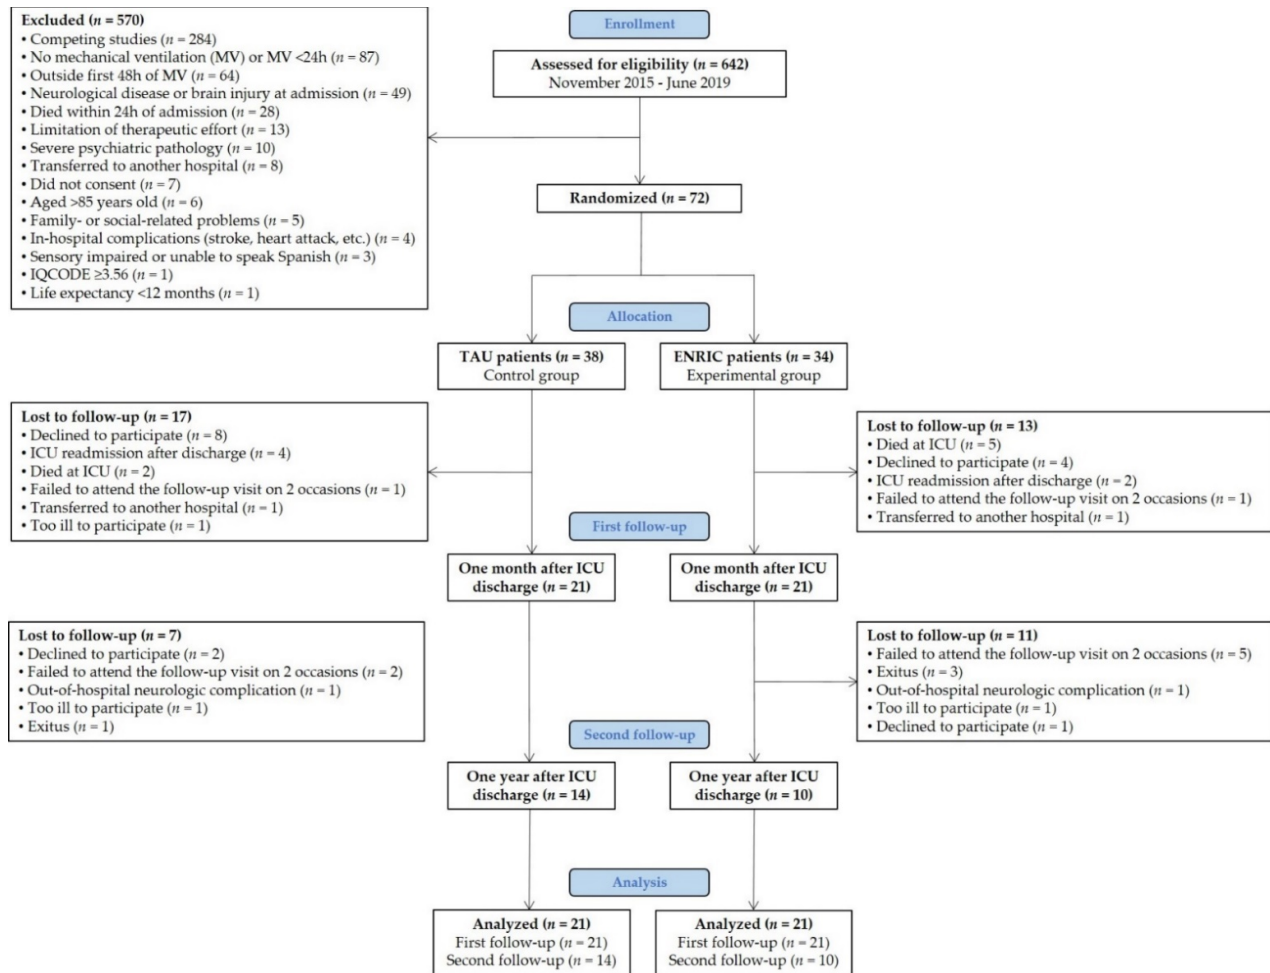 Enrollment
Assessed for eligibility (n = 642)
November 2015 - June 2019
Excluded (n = 570)
• Competing studies (n = 284)
• No mechanical ventilation (MV) or MV <24h (n = 87)
• Outside first 48h of MV (n = 64)
• Neurological disease or brain injury at admission (n = 49)
• Died within 24h of admission (n = 28)
• Limitation of therapeutic effort (n = 13)
• Severe psychiatric pathology (n = 10)
• Transferred to another hospital (n = 8)
• Did not consent (n = 7)
• Aged >85 years old (n = 6)
• Family- or social-related problems (n = 5)
• In-hospital complications (stroke, heart attack, etc.) (n = 4)
• Sensory impaired or unable to speak Spanish (n = 3)
• IQCODE ≥3.56 (n = 1)
• Life expectancy <12 months (n = 1)
Randomized (n = 72)
Allocation
TAU patients (n = 38)
Control group
ENRIC patients (n = 34)
Experimental group
Lost to follow-up (n = 17)
• Declined to participate (n = 8)
• ICU readmission after discharge (n = 4)
• Died at ICU (n = 2)
• Failed to attend the follow-up visit on 2 occasions (n = 1)
• Transferred to another hospital (n = 1)
• Too ill to participate (n = 1)
Lost to follow-up (n = 13)
• Died at ICU (n = 5)
• Declined to participate (n = 4)
• ICU readmission after discharge (n = 2)
• Failed to attend the follow-up visit on 2 occasions (n = 1)
• Transferred to another hospital (n = 1)
First follow-up
One month after ICU
discharge (n = 21)
One month after ICU
discharge (n = 21)
Lost to follow-up (n = 7)
• Declined to participate (n = 2)
• Failed to attend the follow-up visit on 2 occasions (n = 2)
• Out-of-hospital neurologic complication (n = 1)
• Too ill to participate (n = 1)
• Exitus (n = 1)
Lost to follow-up (n = 11)
• Failed to attend the follow-up visit on 2 occasions (n = 5)
• Exitus (n = 3)
• Out-of-hospital neurologic complication (n = 1)
• Too ill to participate (n = 1)
• Declined to participate (n = 1)
Second follow-up
One year after ICU
discharge (n = 14)
One year after ICU
discharge (n = 10)
Analysis
Analyzed (n = 21)
First follow-up (n = 21)
Second follow-up (n = 14)
Analyzed (n = 21)
First follow-up (n = 21)
Second follow-up (n = 10)